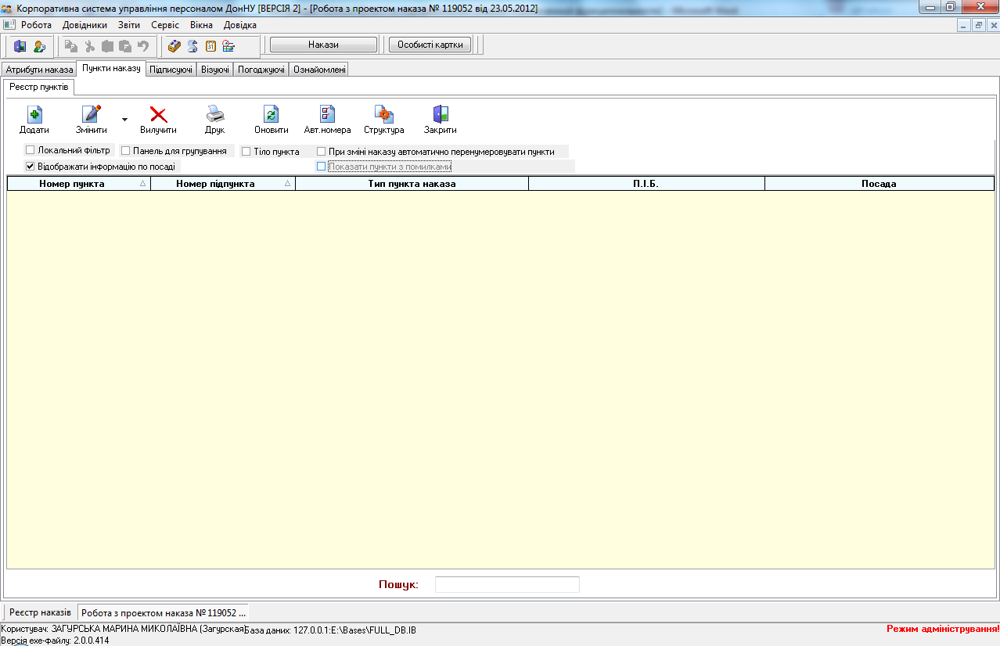 Корпоративна система управління персоналом ДонНУ [ВЕРСІЯ 2] - [Робота з проектом наказа № 119052 від 23.05.2012]
Робота Довідники Звіти Сервіс Вікна Довідка
Накази Особисті картки
Атрибути наказа Пункти наказу Підписуючі Візуючі Погоджуючі Ознайомлені
Реєстр пунктів
Додати Змінити Вилучити Друк Оновити Авт.номера Структура Закрити
Локальний фільтр Панель для групування Тіло пункта При зміні наказу автоматично перенумеровувати пункти
Відображати інформацію по посаді Показати пункти з помилками
Номер пункта Номер підпункта Тип пункта наказа П.І.Б. Посада
Пошук:
Реєстр наказів Робота з проектом наказа № 119052 ...
Користувач: ЗАГУРСЬКА МАРИНА МИКОЛАЇВНА (Загурская База даних: 127.0.0.1:E:\Bases\FULL_DB.IB Режим адміністрування!
Версія exe-файлу: 2.0.0.414